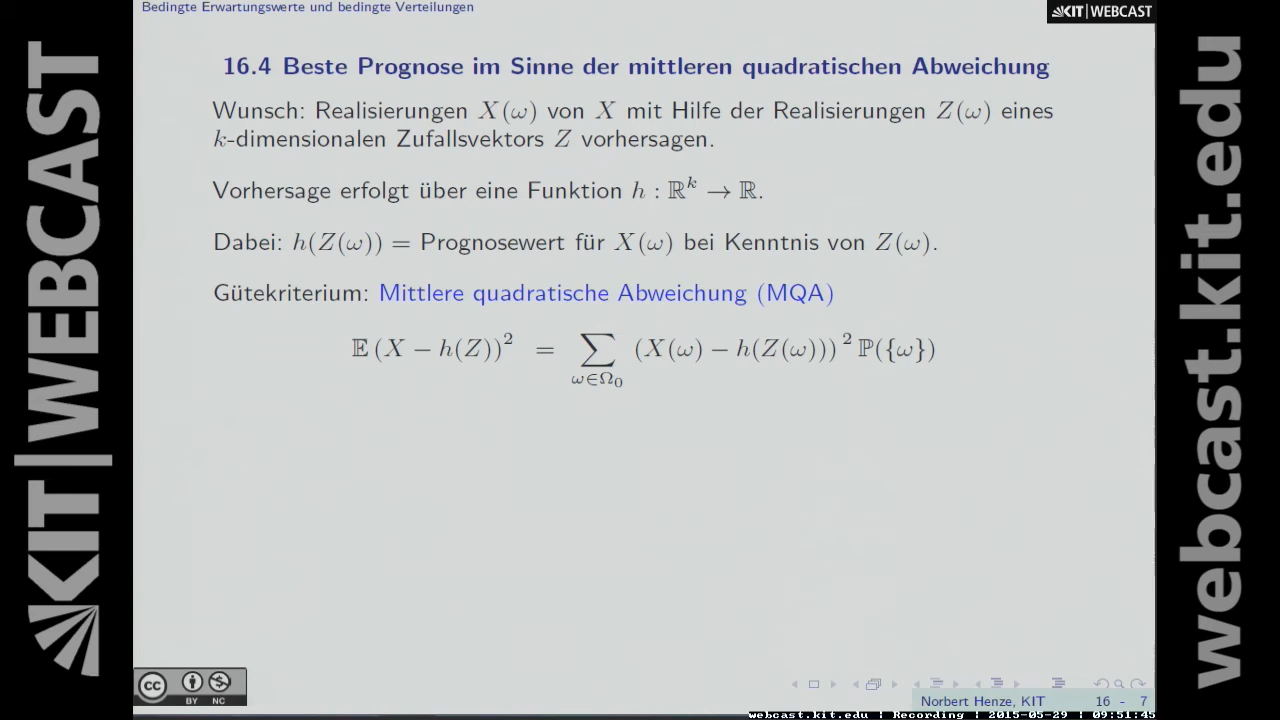 Bedingte Erwartungswerte und bedingte Verteilungen
KIT|WEBCAST
16.4 Beste Prognose im Sinne der mittleren quadratischen Abweichung
Wunsch: Realisierungen X(ω) von X mit Hilfe der Realisierungen Z(ω) eines
k-dimensionalen Zufallsvektors Z vorhersagen.
Vorhersage erfolgt über eine Funktion h : ℝ^k → ℝ.
Dabei: h(Z(ω)) = Prognosewert für X(ω) bei Kenntnis von Z(ω).
Gütekriterium: Mittlere quadratische Abweichung (MQA)
𝔼 (X − h(Z))² = ∑_{ω∈Ω₀} (X(ω) − h(Z(ω)))² ℙ({ω})
KIT|WEBCAST
webcast.kit.edu
cc BY NC
Norbert Henze, KIT 16 - 7
webcast.kit.edu | Recording | 2015-05-29 | 09:51:45